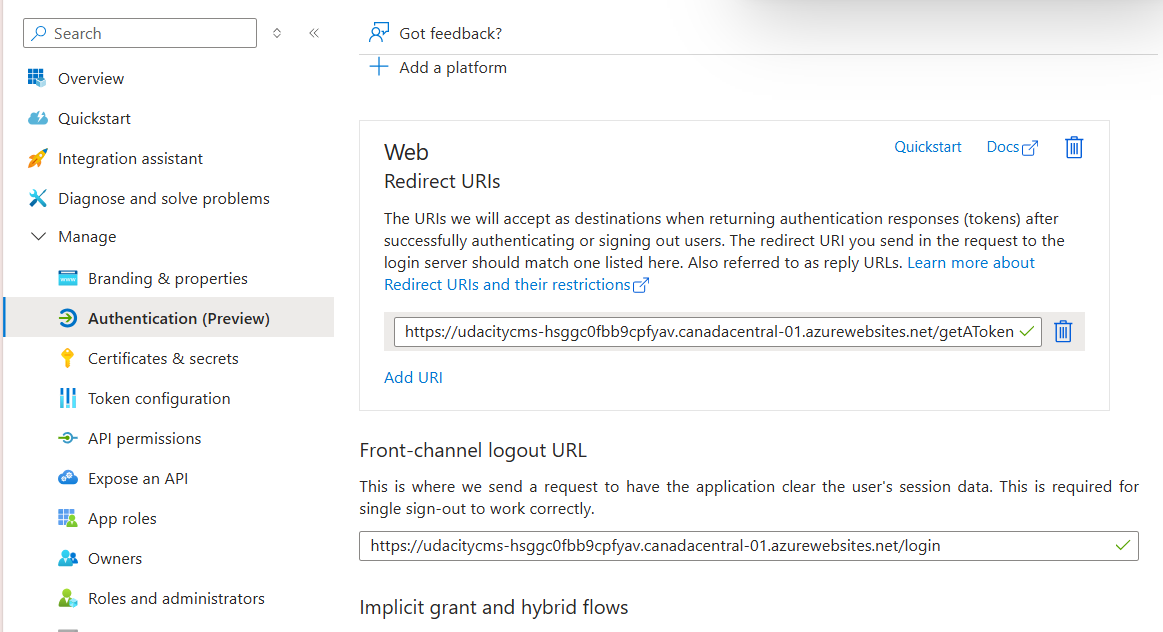 Search
Overview
Quickstart
Integration assistant
Diagnose and solve problems
Manage
Branding & properties
Authentication (Preview)
Certificates & secrets
Token configuration
API permissions
Expose an API
App roles
Owners
Roles and administrators
Got feedback?
Add a platform
Web
Quickstart
Docs
Redirect URIs
The URIs we will accept as destinations when returning authentication responses (tokens) after
successfully authenticating or signing out users. The redirect URI you send in the request to the
login server should match one listed here. Also referred to as reply URLs. Learn more about
Redirect URIs and their restrictions
https://udacitycms-hsggc0fbb9cpfyav.canadacentral-01.azurewebsites.net/getAToken
Add URI
Front-channel logout URL
This is where we send a request to have the application clear the user's session data. This is required for
single sign-out to work correctly.
https://udacitycms-hsggc0fbb9cpfyav.canadacentral-01.azurewebsites.net/login
Implicit grant and hybrid flows